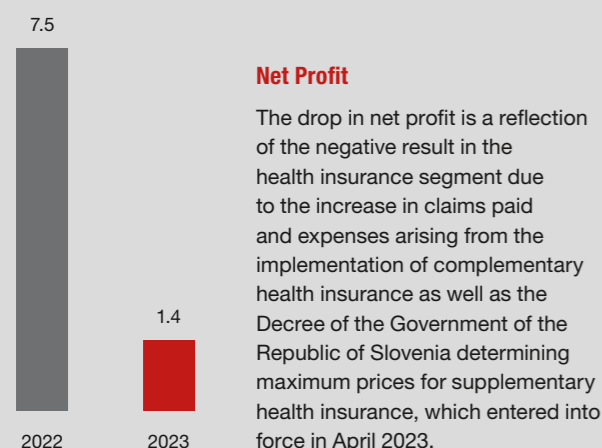 7.5
1.4
2022
2023
Net Profit
The drop in net profit is a reflection
of the negative result in the
health insurance segment due
to the increase in claims paid
and expenses arising from the
implementation of complementary
health insurance as well as the
Decree of the Government of the
Republic of Slovenia determining
maximum prices for supplementary
health insurance, which entered into
force in April 2023.